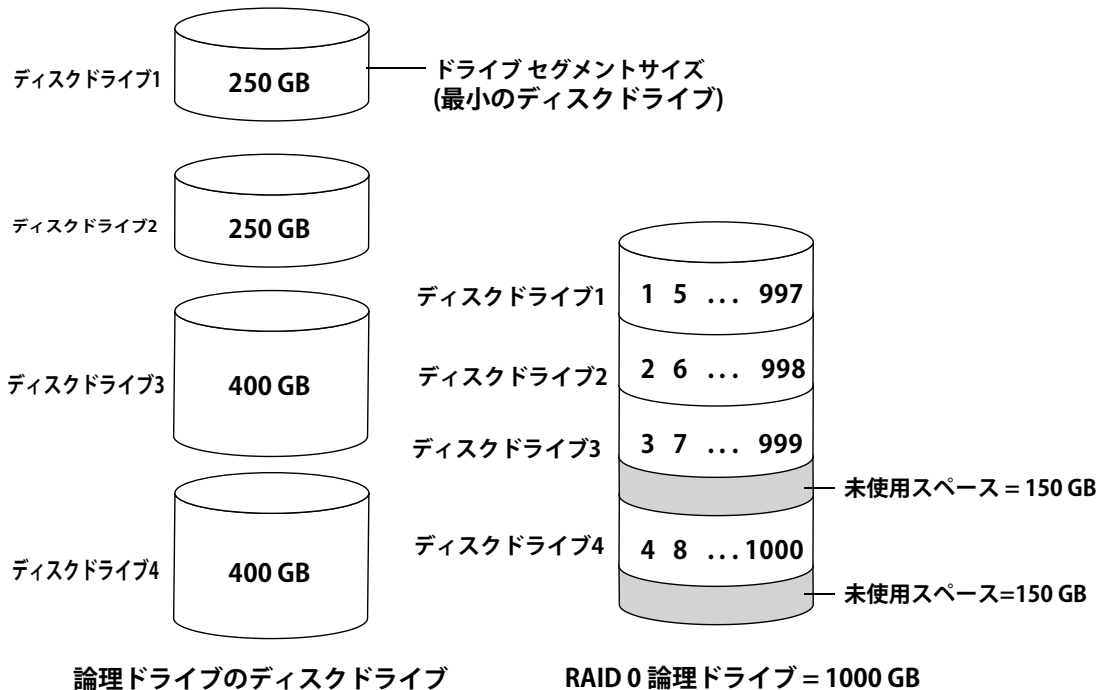 ディスクドライブ1
250 GB
ドライブ セグメントサイズ
(最小のディスクドライブ)
ディスクドライブ2
250 GB
ディスクドライブ3
400 GB
ディスクドライブ4
400 GB
論理ドライブのディスクドライブ
ディスクドライブ1
1 5 ... 997
ディスクドライブ2
2 6 ... 998
ディスクドライブ3
3 7 ... 999
未使用スペース = 150 GB
ディスクドライブ4
4 8 ... 1000
未使用スペース=150 GB
RAID 0 論理ドライブ = 1000 GB